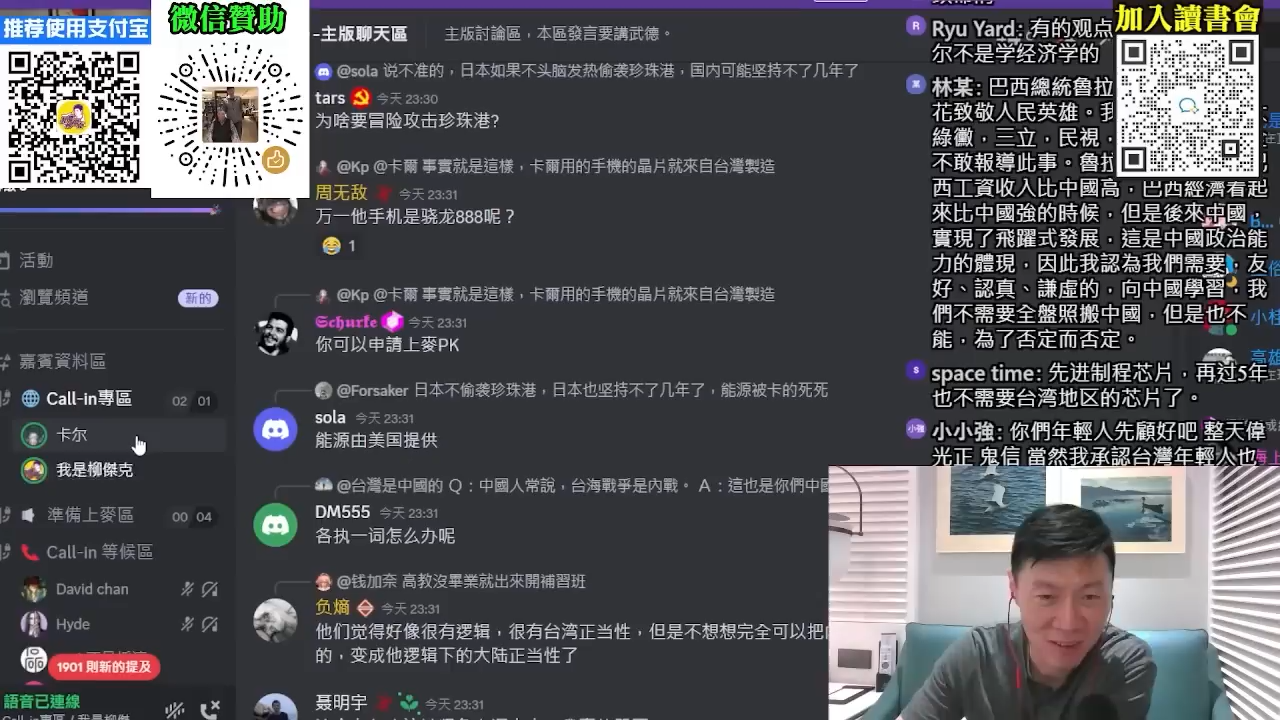 推荐使用支付宝
微信贊助
活動
瀏覽頻道
新的
嘉賓資料區
Call-in專區
02 01
卡尔
我是柳傑克
準備上麥區
00 04
Call-in 等候區
David chan
Hyde
1901 則新的提及
語音已連線
-主版聊天區
主版討論區，本區發言要講武德。
@sola 说不准的，日本如果不头脑发热偷袭珍珠港，国内可能坚持不了几年了
tars 今天 23:30
为啥要冒险攻击珍珠港?
@Kp @卡爾 事實就是這樣，卡爾用的手機的晶片就來自台灣製造
周无敌 今天 23:31
万一他手机是骁龙888呢？
1
@Kp @卡爾 事實就是這樣，卡爾用的手機的晶片就來自台灣製造
Schurke 今天 23:31
你可以申請上麥PK
@Forsaker 日本不偷袭珍珠港，日本也坚持不了几年了，能源被卡的死死
sola 今天 23:31
能源由美国提供
@台灣是中國的 Q：中國人常說，台海戰爭是內戰。 A：這也是你們中國
DM555 今天 23:31
各执一词怎么办呢
@钱加奈 高教沒畢業就出來開補習班
负熵 今天 23:31
他们觉得好像很有逻辑，很有台湾正当性，但是不想想完全可以把
的，变成他逻辑下的大陆正当性了
聂明宇 今天 23:31
加入讀書會
Ryu Yard: 有的观点
尔不是学经济学的
林某: 巴西總統魯拉
花致敬人民英雄。我
綠黴，三立，民視，
不敢報導此事。魯拉
西工資收入比中國高，巴西經濟看起
來比中國強的時候，但是後來中國，
實現了飛躍式發展，這是中國政治能
力的體現，因此我認為我們需要，友
好、認真、謙虛的，向中國學習，我
們不需要全盤照搬中國，但是也不
能，為了否定而否定。
space time: 先进制程芯片，再过5年
也不需要台湾地区的芯片了。
小小強: 你們年輕人先顧好吧 整天偉
光正 鬼信 當然我承認台灣年輕人也